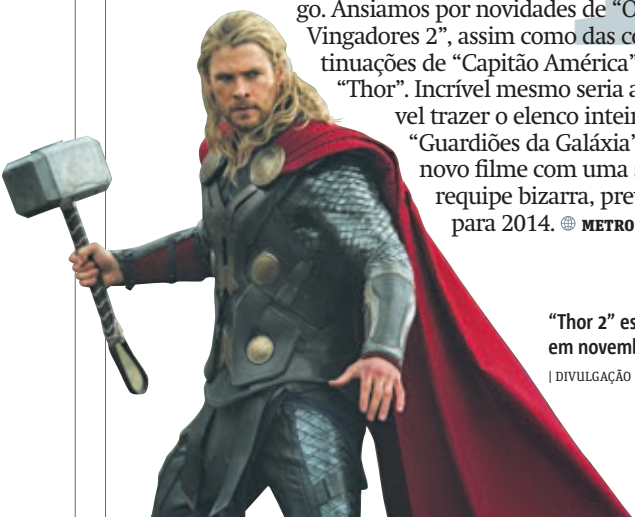 go. Ansiamos por novidades de “O
Vingadores 2”, assim como das co
tinuações de “Capitão América”
“Thor”. Incrível mesmo seria a
vel trazer o elenco intei
“Guardiões da Galáxia”
novo filme com uma
requipe bizarra, pre
para 2014. METRO
“Thor 2” es
em novemb
| DIVULGAÇÃO